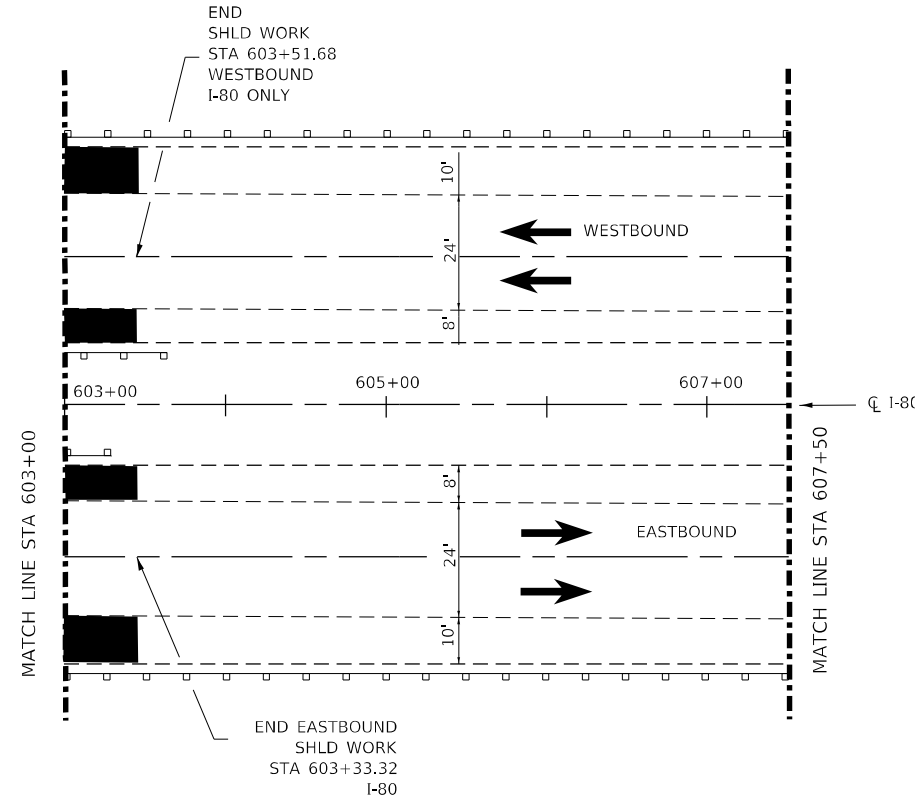 END
SHLD WORK
STA 603+51.68
WESTBOUND
I-80 ONLY
10'
24'
8'
WESTBOUND
603+00
605+00
607+00
℄ I-80
MATCH LINE STA 603+00
MATCH LINE STA 607+50
8'
24'
10'
EASTBOUND
END EASTBOUND
SHLD WORK
STA 603+33.32
I-80